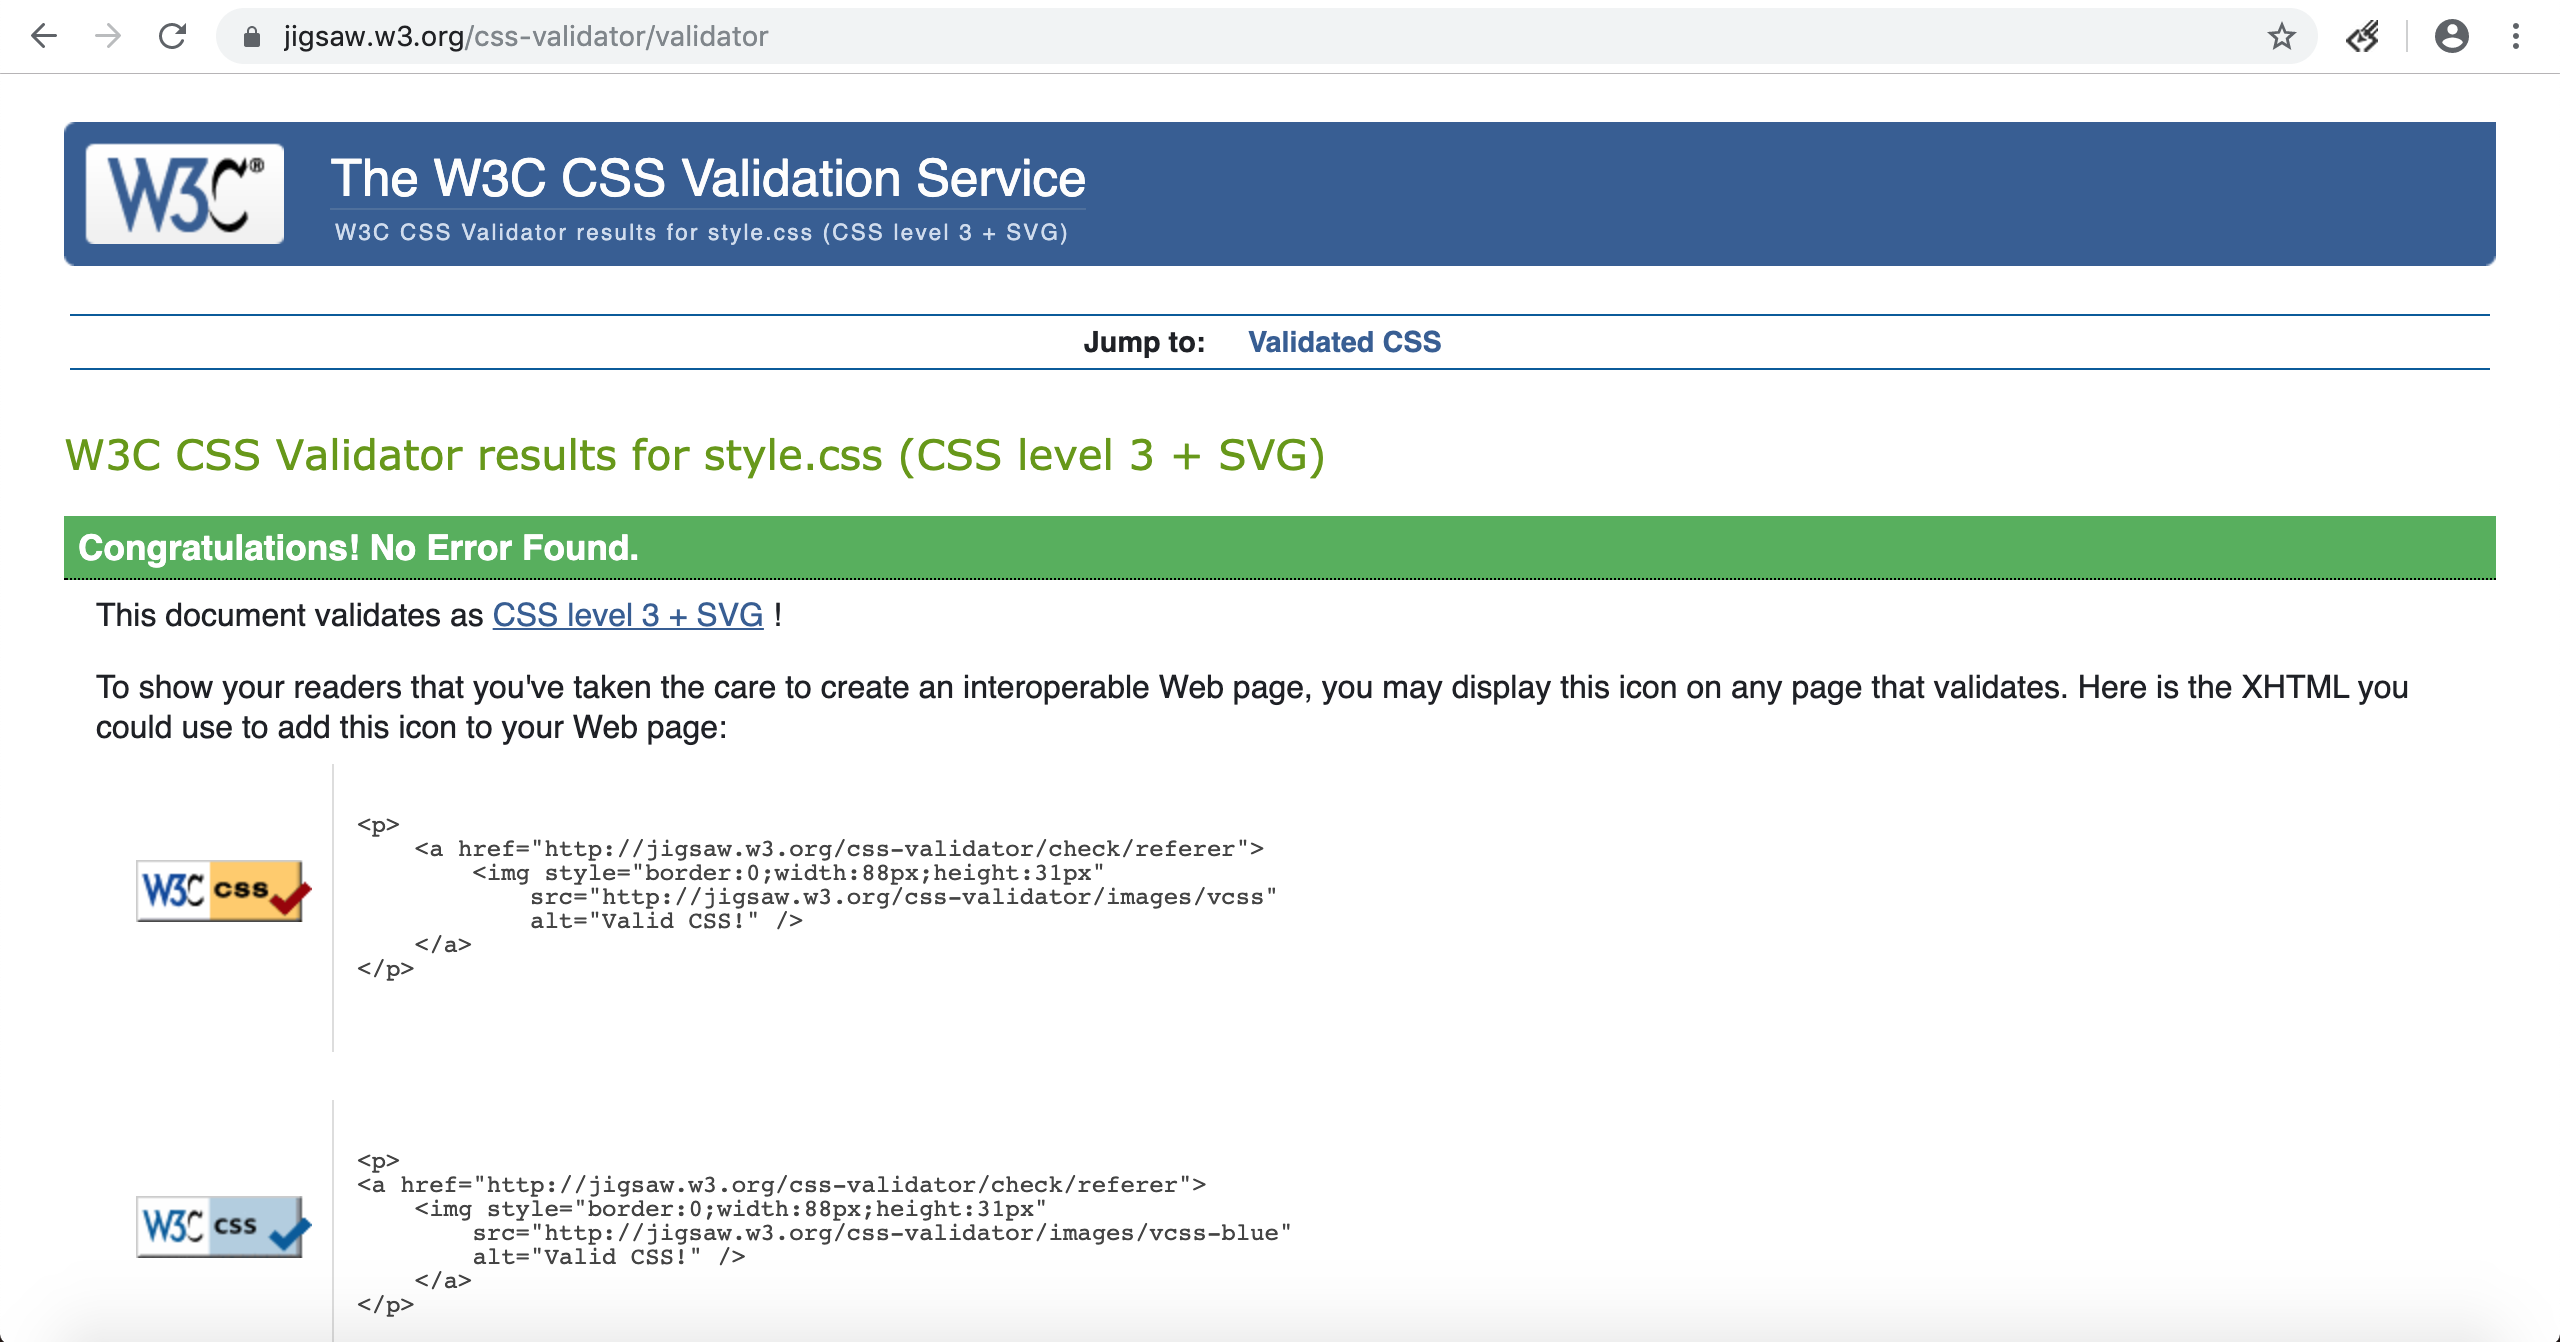 jigsaw.w3.org/css-validator/validator
W3C®
The W3C CSS Validation Service
W3C CSS Validator results for style.css (CSS level 3 + SVG)
Jump to: Validated CSS
W3C CSS Validator results for style.css (CSS level 3 + SVG)
Congratulations! No Error Found.
This document validates as CSS level 3 + SVG !
To show your readers that you've taken the care to create an interoperable Web page, you may display this icon on any page that validates. Here is the XHTML you
could use to add this icon to your Web page:
W3C css
<p>
    <a href="http://jigsaw.w3.org/css-validator/check/referer">
        <img style="border:0;width:88px;height:31px"
            src="http://jigsaw.w3.org/css-validator/images/vcss"
            alt="Valid CSS!" />
    </a>
</p>
W3C css
<p>
<a href="http://jigsaw.w3.org/css-validator/check/referer">
    <img style="border:0;width:88px;height:31px"
        src="http://jigsaw.w3.org/css-validator/images/vcss-blue"
        alt="Valid CSS!" />
    </a>
</p>